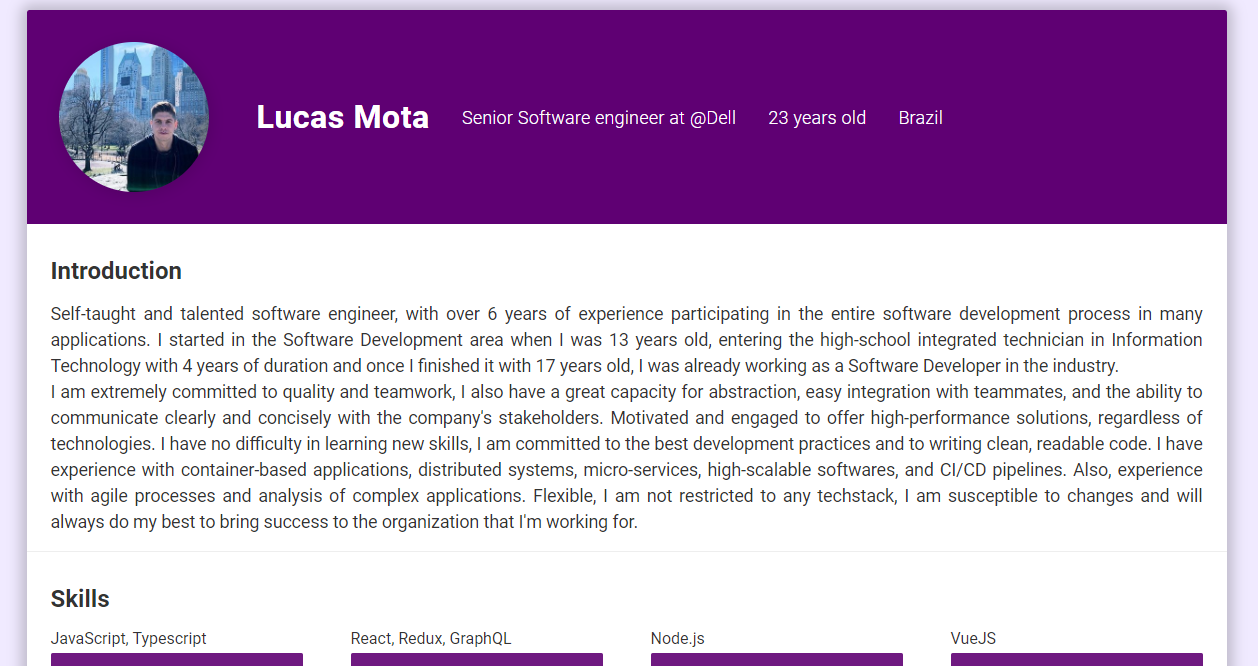 Lucas Mota Senior Software engineer at @Dell 23 years old Brazil
Introduction
Self-taught and talented software engineer, with over 6 years of experience participating in the entire software development process in many
applications. I started in the Software Development area when I was 13 years old, entering the high-school integrated technician in Information
Technology with 4 years of duration and once I finished it with 17 years old, I was already working as a Software Developer in the industry.
I am extremely committed to quality and teamwork, I also have a great capacity for abstraction, easy integration with teammates, and the ability to
communicate clearly and concisely with the company's stakeholders. Motivated and engaged to offer high-performance solutions, regardless of
technologies. I have no difficulty in learning new skills, I am committed to the best development practices and to writing clean, readable code. I have
experience with container-based applications, distributed systems, micro-services, high-scalable softwares, and CI/CD pipelines. Also, experience
with agile processes and analysis of complex applications. Flexible, I am not restricted to any techstack, I am susceptible to changes and will
always do my best to bring success to the organization that I'm working for.
Skills
JavaScript, Typescript React, Redux, GraphQL Node.js VueJS